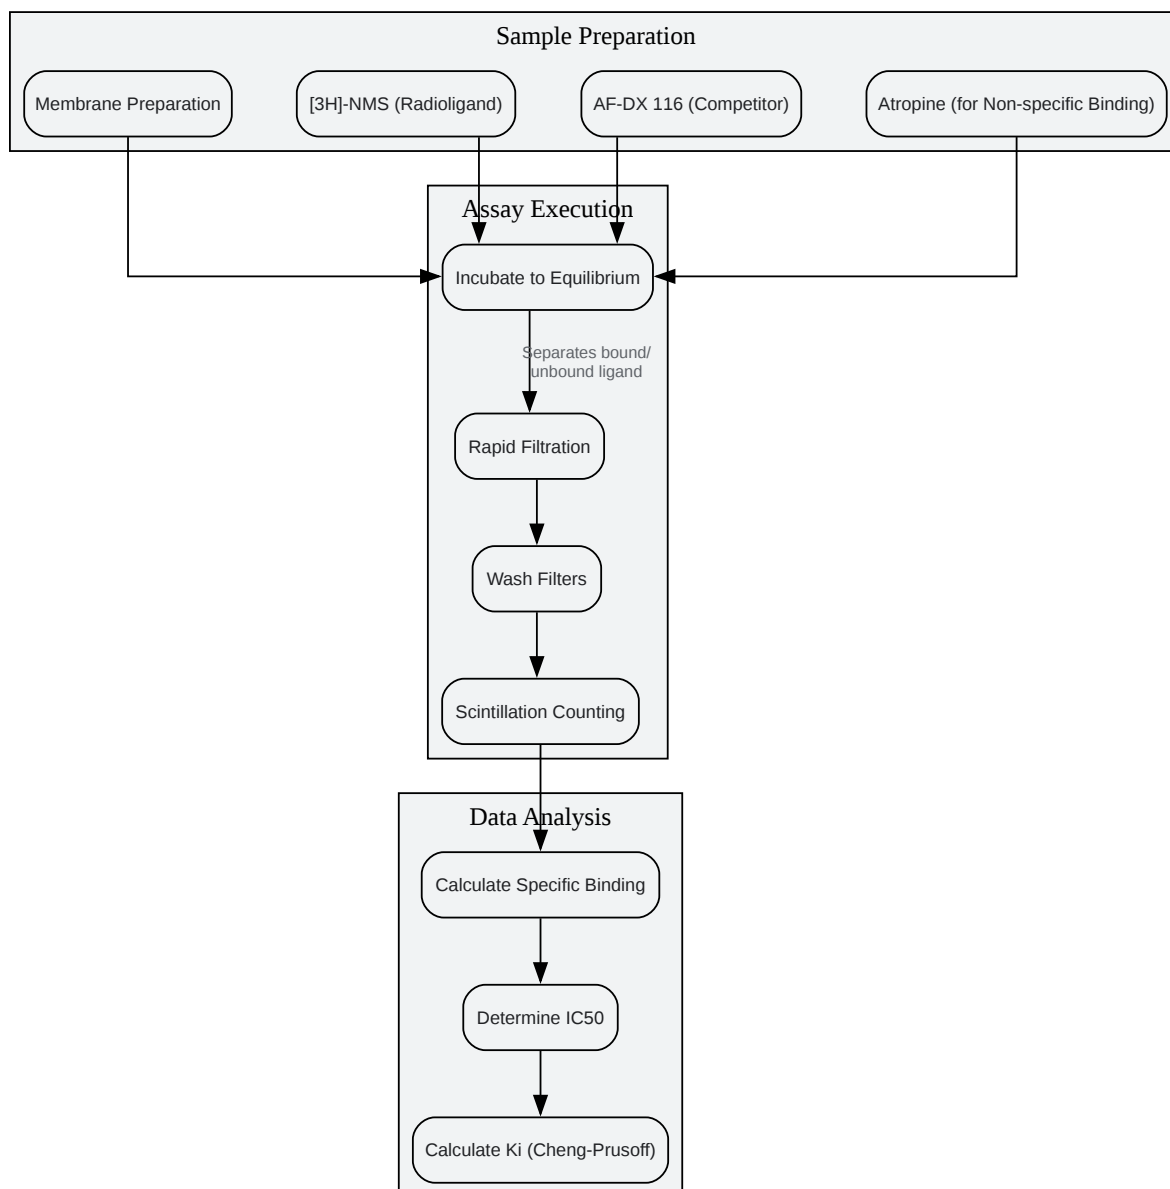 Sample Preparation
Membrane Preparation
[3H]-NMS (Radioligand)
AF-DX 116 (Competitor)
Atropine (for Non-specific Binding)
Assay Execution
Incubate to Equilibrium
Separates bound/
unbound ligand
Rapid Filtration
Wash Filters
Scintillation Counting
Data Analysis
Calculate Specific Binding
Determine IC50
Calculate Ki (Cheng-Prusoff)